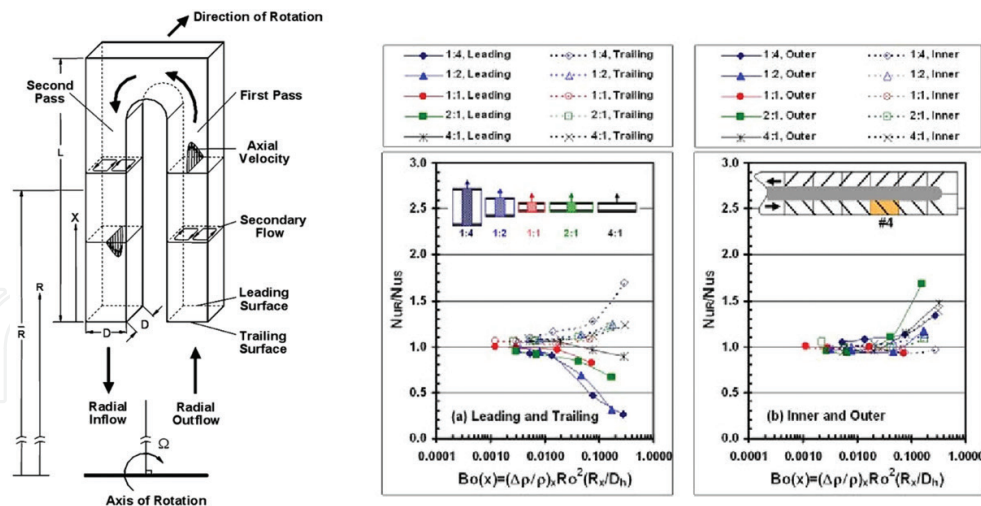 Direction of Rotation
Second Pass
First Pass
Axial Velocity
Secondary Flow
L
X
R
R̄
D
D
Leading Surface
Trailing Surface
Radial Inflow
Radial Outflow
Ω
Axis of Rotation
1:4, Leading
1:4, Trailing
1:2, Leading
1:2, Trailing
1:1, Leading
1:1, Trailing
2:1, Leading
2:1, Trailing
4:1, Leading
4:1, Trailing
NuR/NuS
3.0
2.5
2.0
1.5
1.0
0.5
0.0
1:4
1:2
1:1
2:1
4:1
(a) Leading and Trailing
0.0001
0.0010
0.0100
0.1000
1.0000
Bo(x)=(Δρ/ρ)ₓRo²(Rₓ/Dₕ)
1:4, Outer
1:4, Inner
1:2, Outer
1:2, Inner
1:1, Outer
1:1, Inner
2:1, Outer
2:1, Inner
4:1, Outer
4:1, Inner
NuR/NuS
3.0
2.5
2.0
1.5
1.0
0.5
0.0
#4
(b) Inner and Outer
0.0001
0.0010
0.0100
0.1000
1.0000
Bo(x)=(Δρ/ρ)ₓRo²(Rₓ/Dₕ)